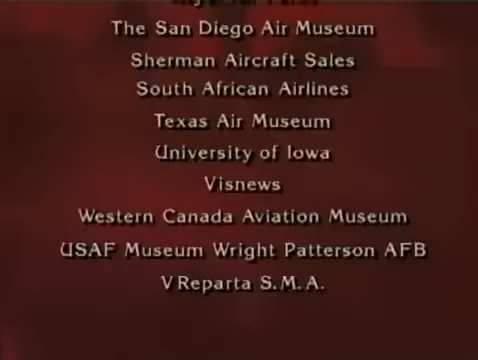 The San Diego Air Museum
Sherman Aircraft Sales
South African Airlines
Texas Air Museum
University of Iowa
Visnews
Western Canada Aviation Museum
USAF Museum Wright Patterson AFB
V Reparta S.M.A.